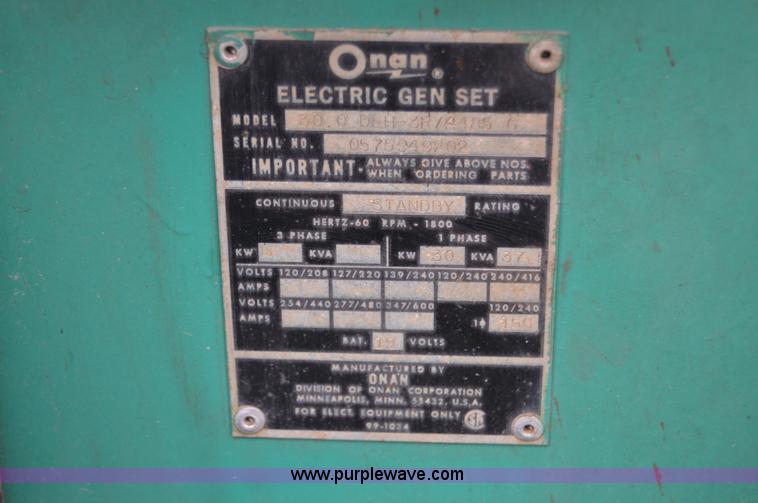 Onan ®
ELECTRIC GEN SET
MODEL 30.0
SERIAL NO.
IMPORTANT- ALWAYS GIVE ABOVE NOS.
WHEN ORDERING PARTS
CONTINUOUS STANDBY RATING
HERTZ-60 RPM - 1800
3 PHASE 1 PHASE
KW KVA KW 30 KVA 37
VOLTS 120/208 127/220 139/240 120/240 240/416
AMPS
VOLTS 254/440 277/480 347/600 120/240
AMPS 1ϕ
BAT. VOLTS
MANUFACTURED BY
ONAN
DIVISION OF ONAN CORPORATION
MINNEAPOLIS, MINN. 55432, U.S.A.
FOR ELECT. EQUIPMENT ONLY
99-1034
www.purplewave.com